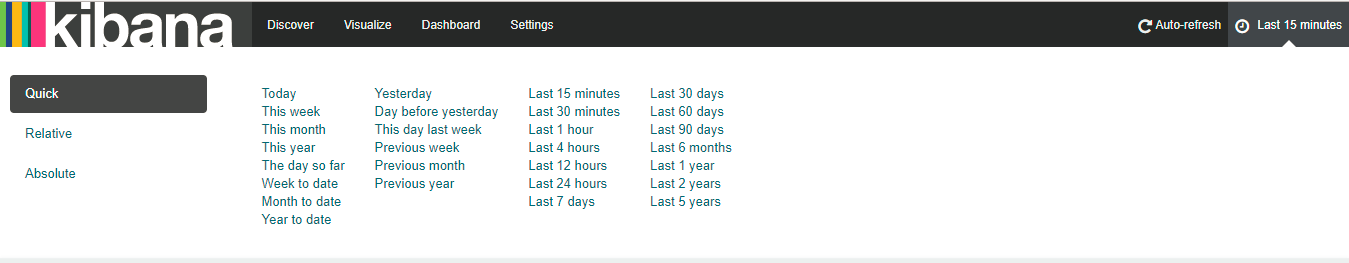 kibana
Discover
Visualize
Dashboard
Settings
Auto-refresh
Last 15 minutes
Quick
Relative
Absolute
Today
This week
This month
This year
The day so far
Week to date
Month to date
Year to date
Yesterday
Day before yesterday
This day last week
Previous week
Previous month
Previous year
Last 15 minutes
Last 30 minutes
Last 1 hour
Last 4 hours
Last 12 hours
Last 24 hours
Last 7 days
Last 30 days
Last 60 days
Last 90 days
Last 6 months
Last 1 year
Last 2 years
Last 5 years